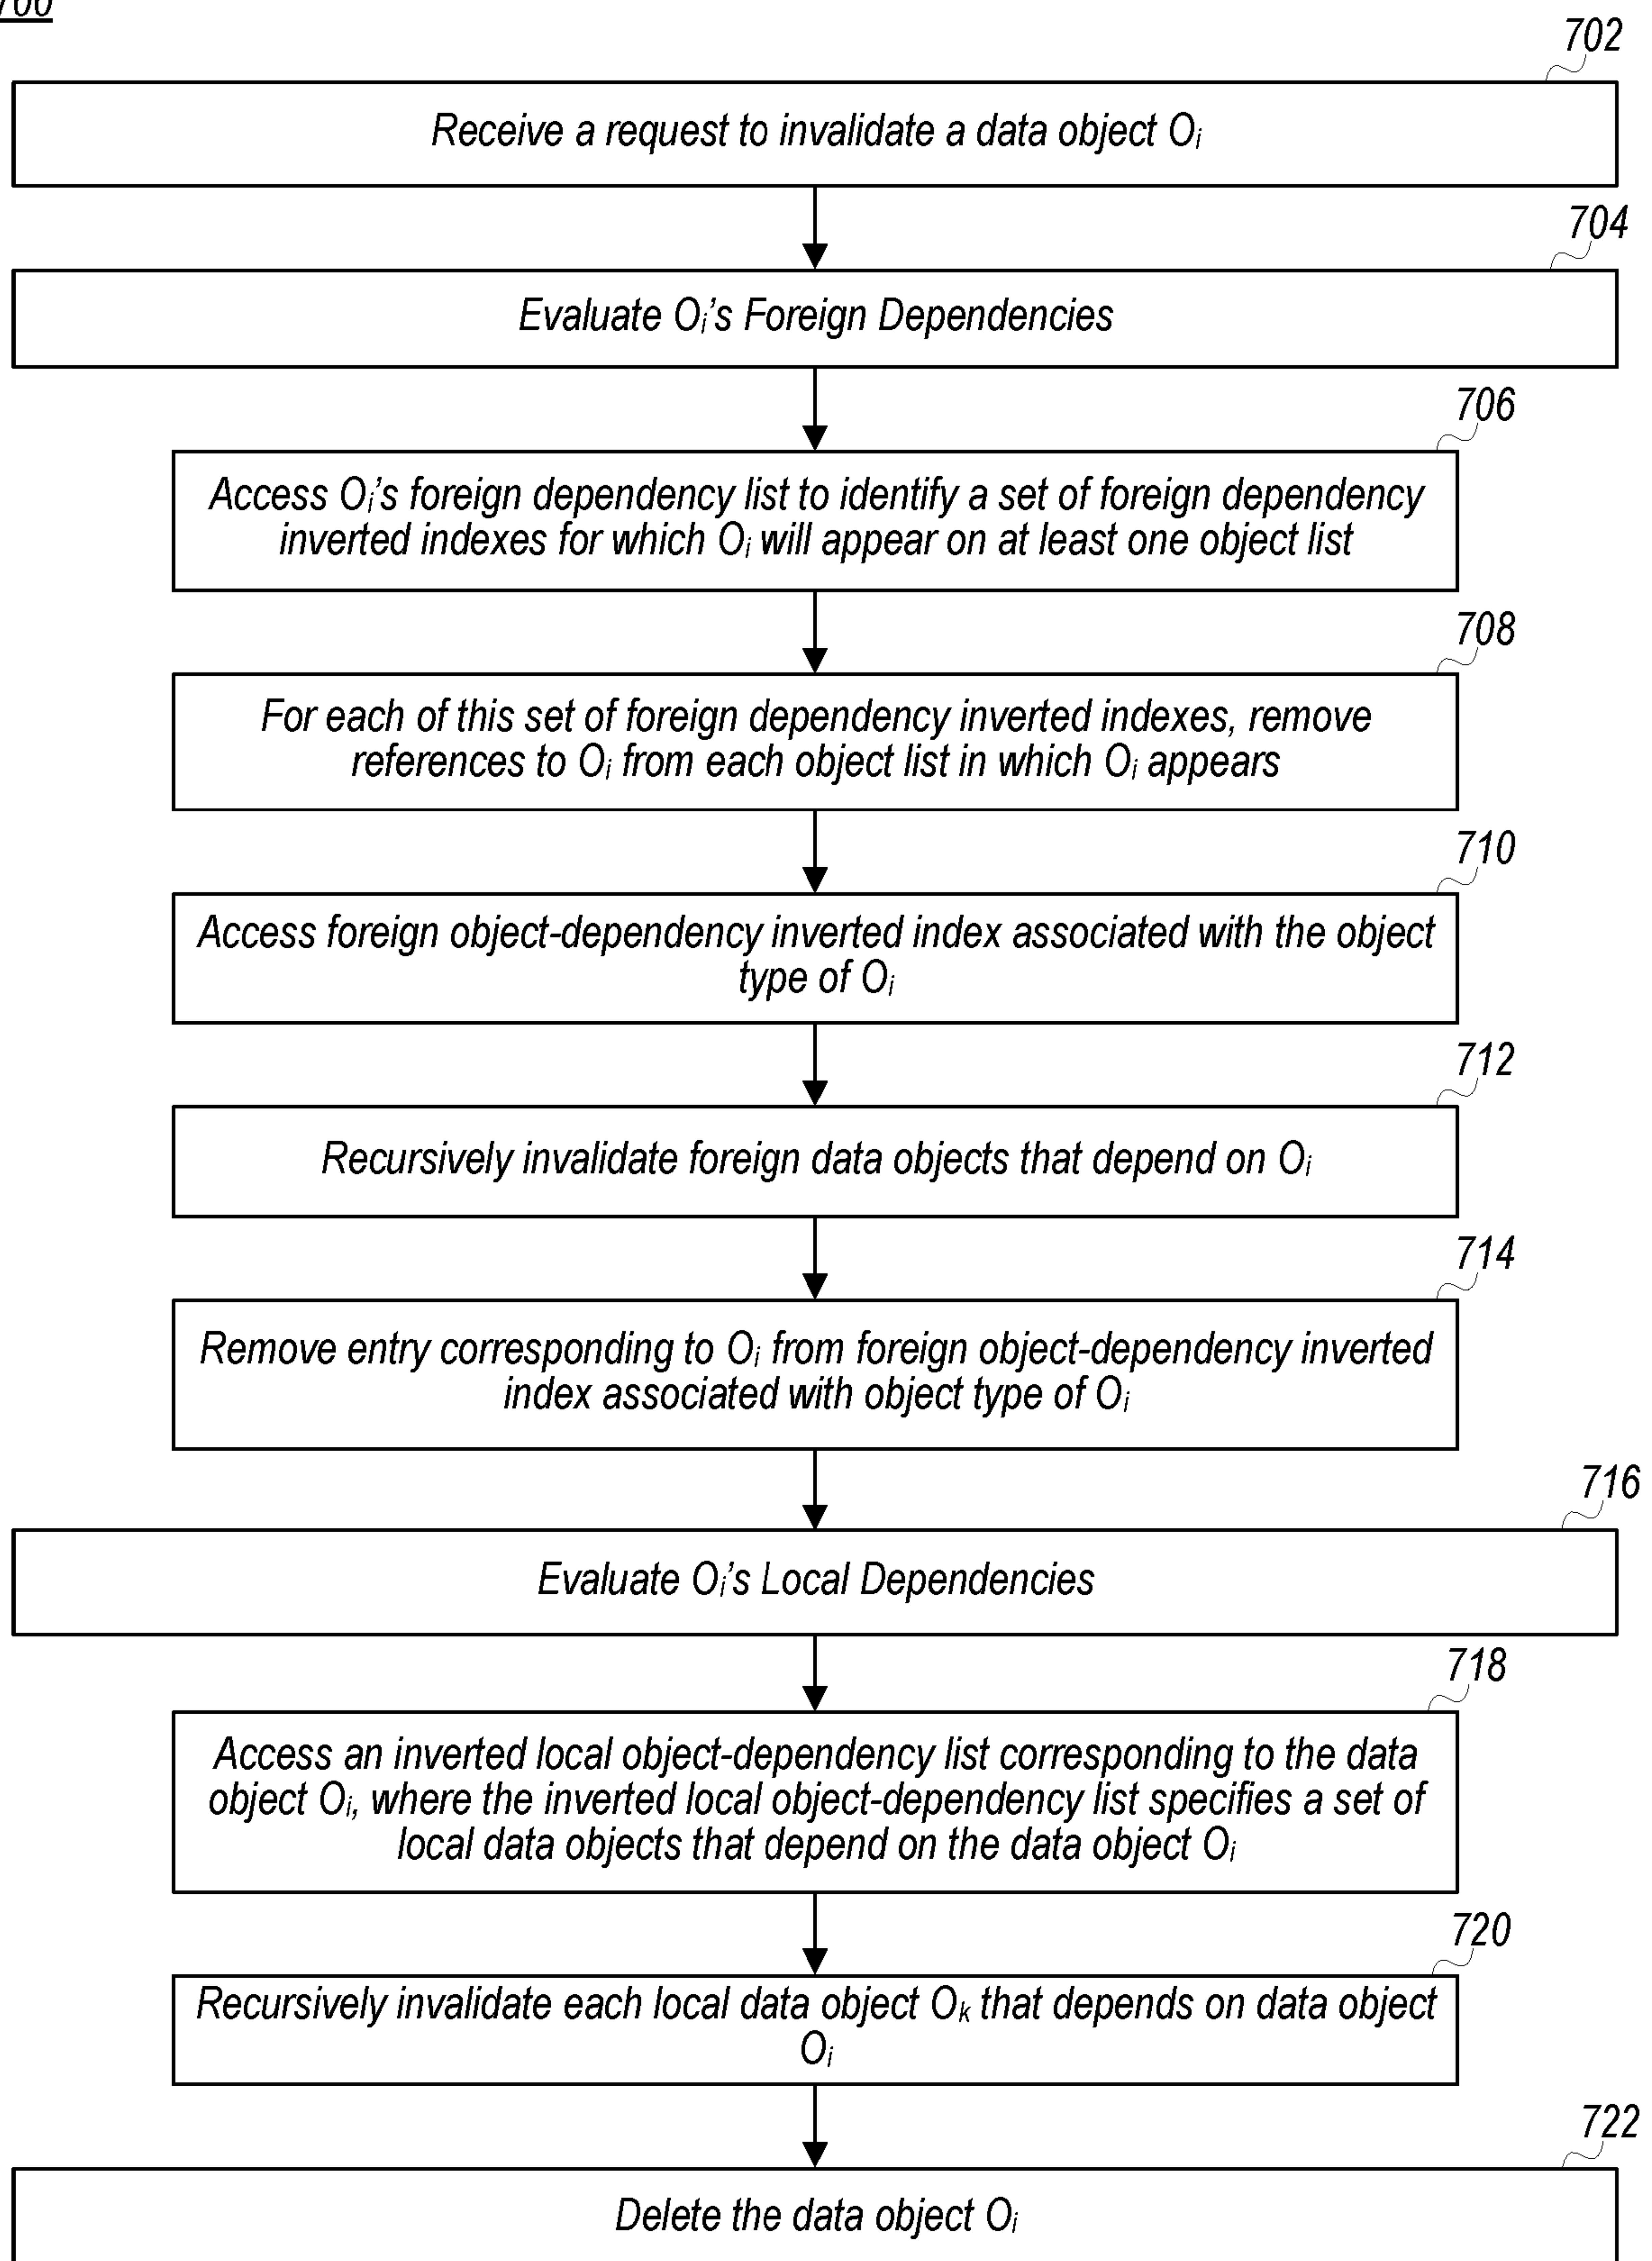 700
702
Receive a request to invalidate a data object Oi
704
Evaluate Oi's Foreign Dependencies
706
Access Oi's foreign dependency list to identify a set of foreign dependency
inverted indexes for which Oi will appear on at least one object list
708
For each of this set of foreign dependency inverted indexes, remove
references to Oi from each object list in which Oi appears
710
Access foreign object-dependency inverted index associated with the object
type of Oi
712
Recursively invalidate foreign data objects that depend on Oi
714
Remove entry corresponding to Oi from foreign object-dependency inverted
index associated with object type of Oi
716
Evaluate Oi's Local Dependencies
718
Access an inverted local object-dependency list corresponding to the data
object Oi, where the inverted local object-dependency list specifies a set of
local data objects that depend on the data object Oi
720
Recursively invalidate each local data object Ok that depends on data object
Oi
722
Delete the data object Oi